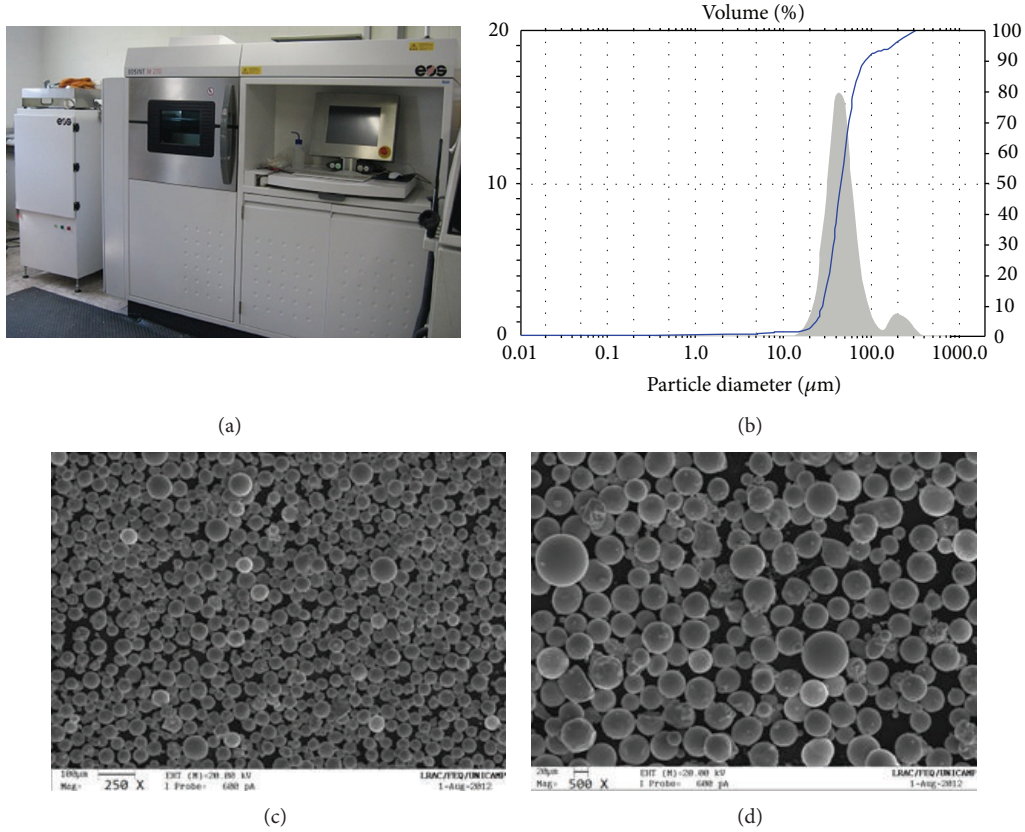 EOSINT M 270
eos
eos
(a)
Volume (%)
20
10
0
100
90
80
70
60
50
40
30
20
10
0
0.01 0.1 1.0 10.0 100.0 1000.0
Particle diameter (μm)
(b)
100μm
Mag= 250 X
EHT (M)=20.00 kV
I Probe= 600 pA
LRAC/FEQ/UNICAMP
1-Aug-2012
(c)
20μm
Mag= 500 X
EHT (M)=20.00 kV
I Probe= 600 pA
LRAC/FEQ/UNICAMP
1-Aug-2012
(d)